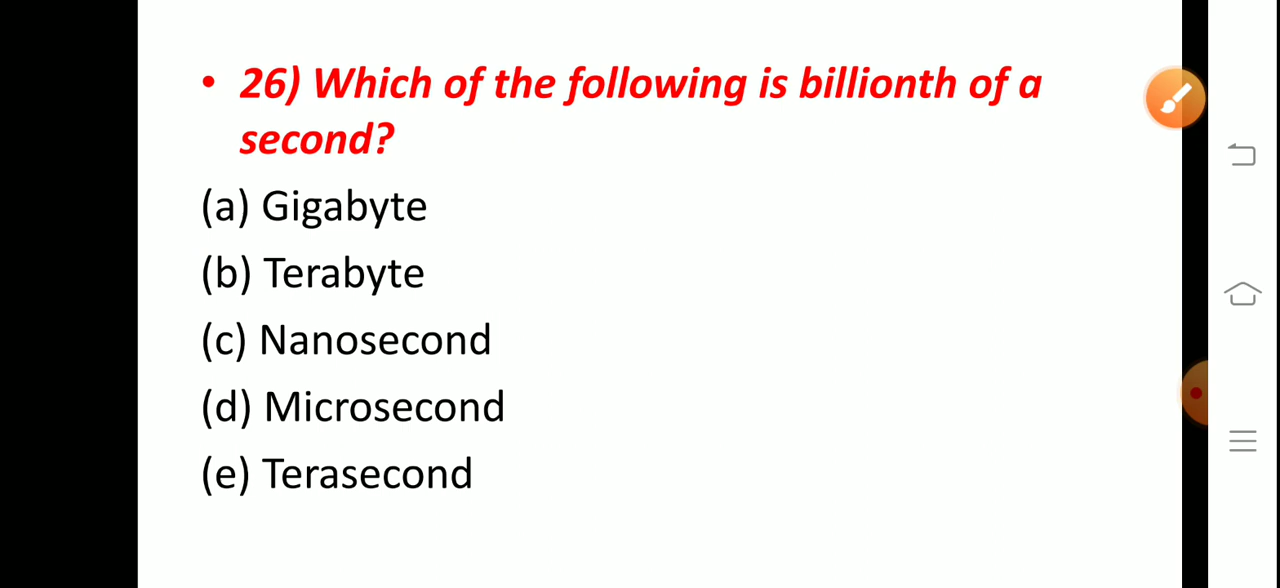 • 26) Which of the following is billionth of a
second?
(a) Gigabyte
(b) Terabyte
(c) Nanosecond
(d) Microsecond
(e) Terasecond